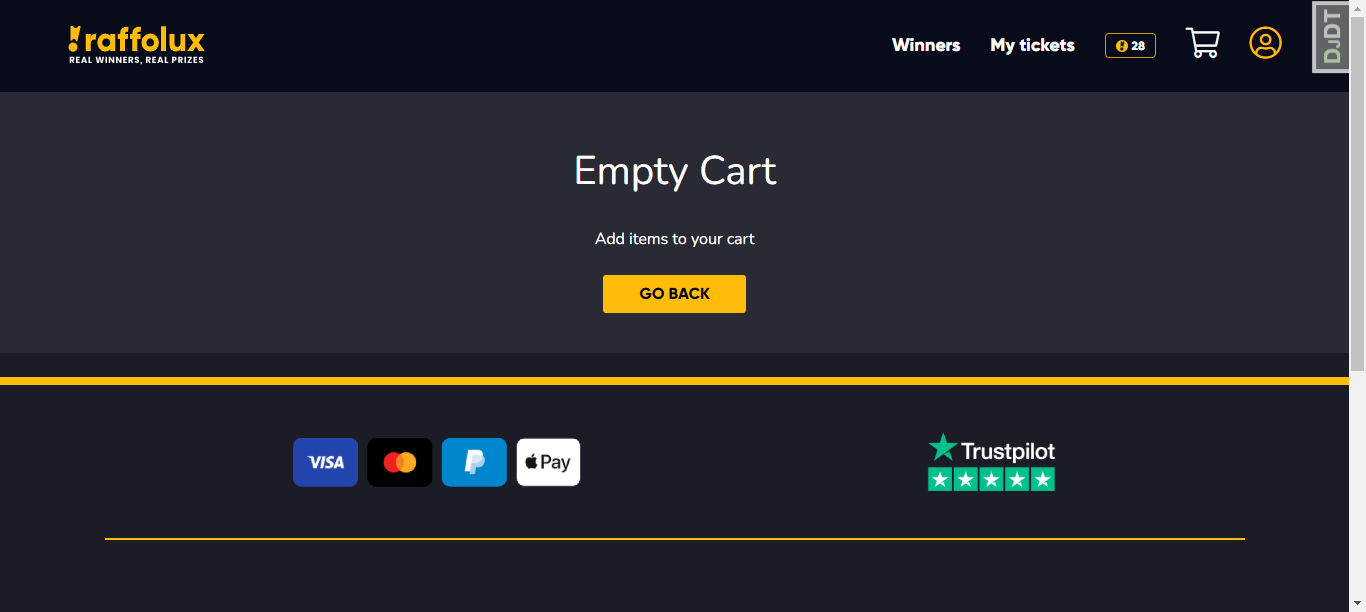 raffolux
REAL WINNERS, REAL PRIZES
Winners
My tickets
28
DjDT
Empty Cart
Add items to your cart
GO BACK
VISA
Pay
Trustpilot